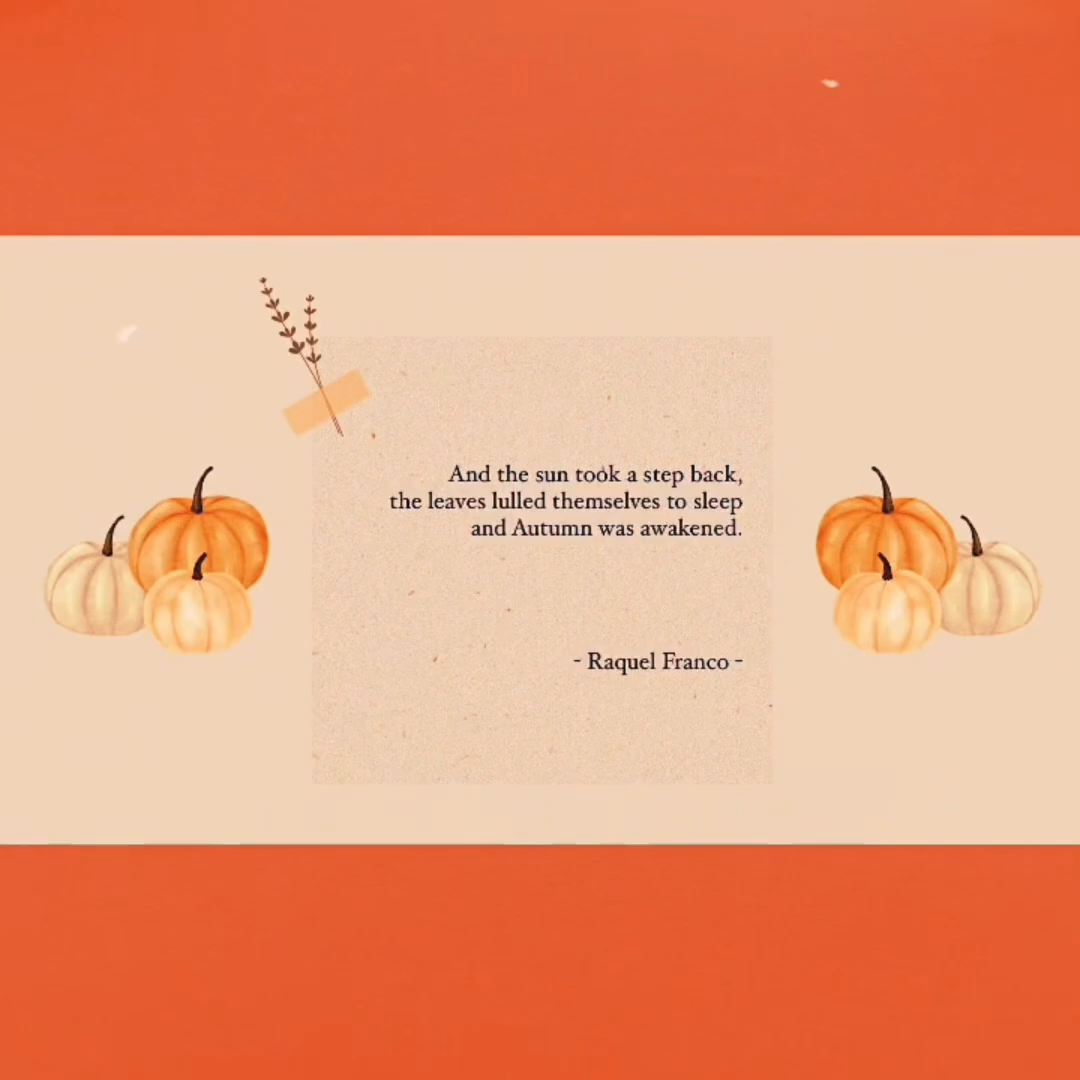 And the sun took a step back,
the leaves lulled themselves to sleep
and Autumn was awakened.
- Raquel Franco -